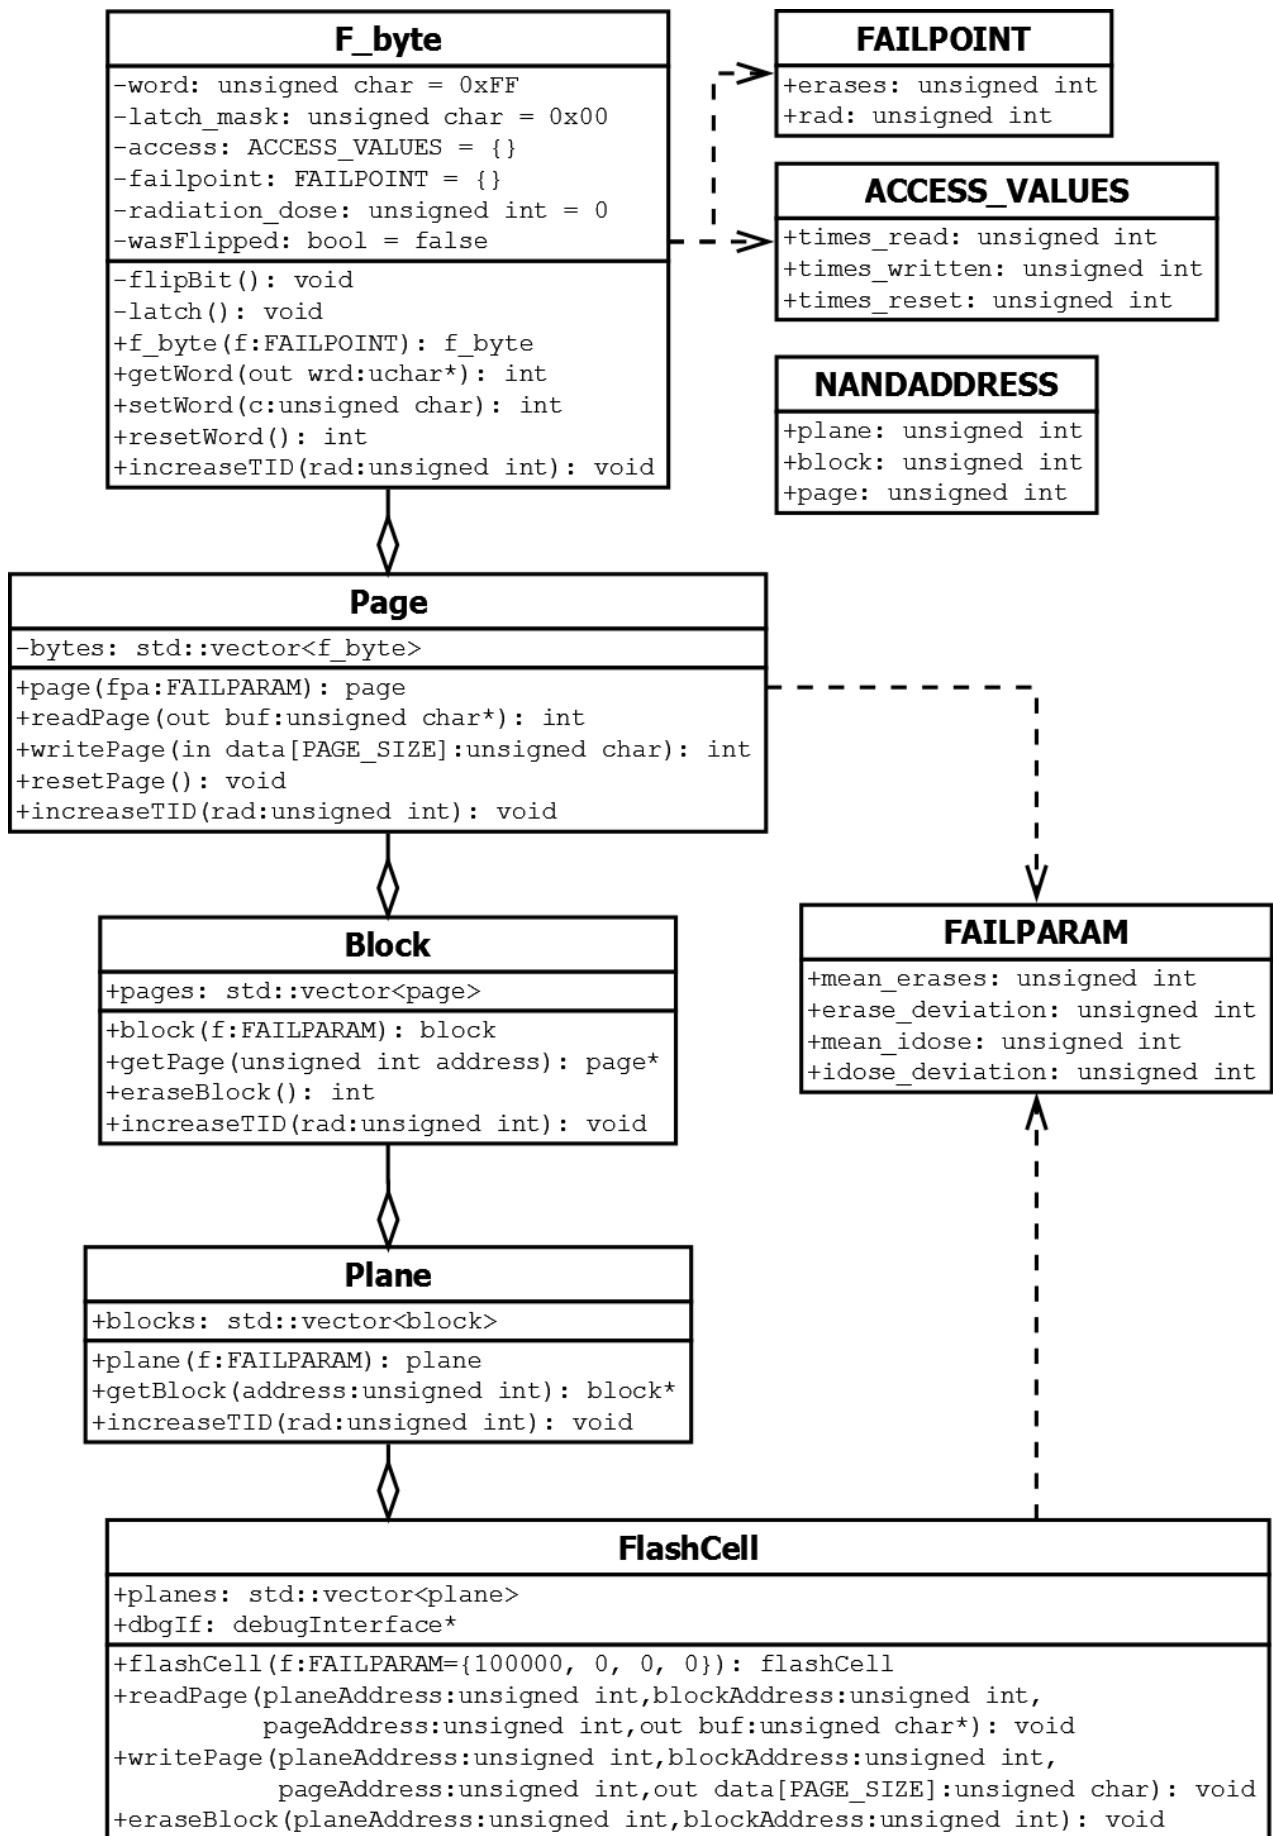 F_byte
-word: unsigned char = 0xFF
-latch_mask: unsigned char = 0x00
-access: ACCESS_VALUES = {}
-failpoint: FAILPOINT = {}
-radiation_dose: unsigned int = 0
-wasFlipped: bool = false
-flipBit(): void
-latch(): void
+f_byte(f:FAILPOINT): f_byte
+getWord(out wrd:uchar*): int
+setWord(c:unsigned char): int
+resetWord(): int
+increaseTID(rad:unsigned int): void
FAILPOINT
+erases: unsigned int
+rad: unsigned int
ACCESS_VALUES
+times_read: unsigned int
+times_written: unsigned int
+times_reset: unsigned int
NANDADDRESS
+plane: unsigned int
+block: unsigned int
+page: unsigned int
Page
-bytes: std::vector<f_byte>
+page(fpa:FAILPARAM): page
+readPage(out buf:unsigned char*): int
+writePage(in data[PAGE_SIZE]:unsigned char): int
+resetPage(): void
+increaseTID(rad:unsigned int): void
Block
+pages: std::vector<page>
+block(f:FAILPARAM): block
+getPage(unsigned int address): page*
+eraseBlock(): int
+increaseTID(rad:unsigned int): void
FAILPARAM
+mean_erases: unsigned int
+erase_deviation: unsigned int
+mean_idose: unsigned int
+idose_deviation: unsigned int
Plane
+blocks: std::vector<block>
+plane(f:FAILPARAM): plane
+getBlock(address:unsigned int): block*
+increaseTID(rad:unsigned int): void
FlashCell
+planes: std::vector<plane>
+dbgIf: debugInterface*
+flashCell(f:FAILPARAM={100000, 0, 0, 0}): flashCell
+readPage(planeAddress:unsigned int,blockAddress:unsigned int,
pageAddress:unsigned int,out buf:unsigned char*): void
+writePage(planeAddress:unsigned int,blockAddress:unsigned int,
pageAddress:unsigned int,out data[PAGE_SIZE]:unsigned char): void
+eraseBlock(planeAddress:unsigned int,blockAddress:unsigned int): void